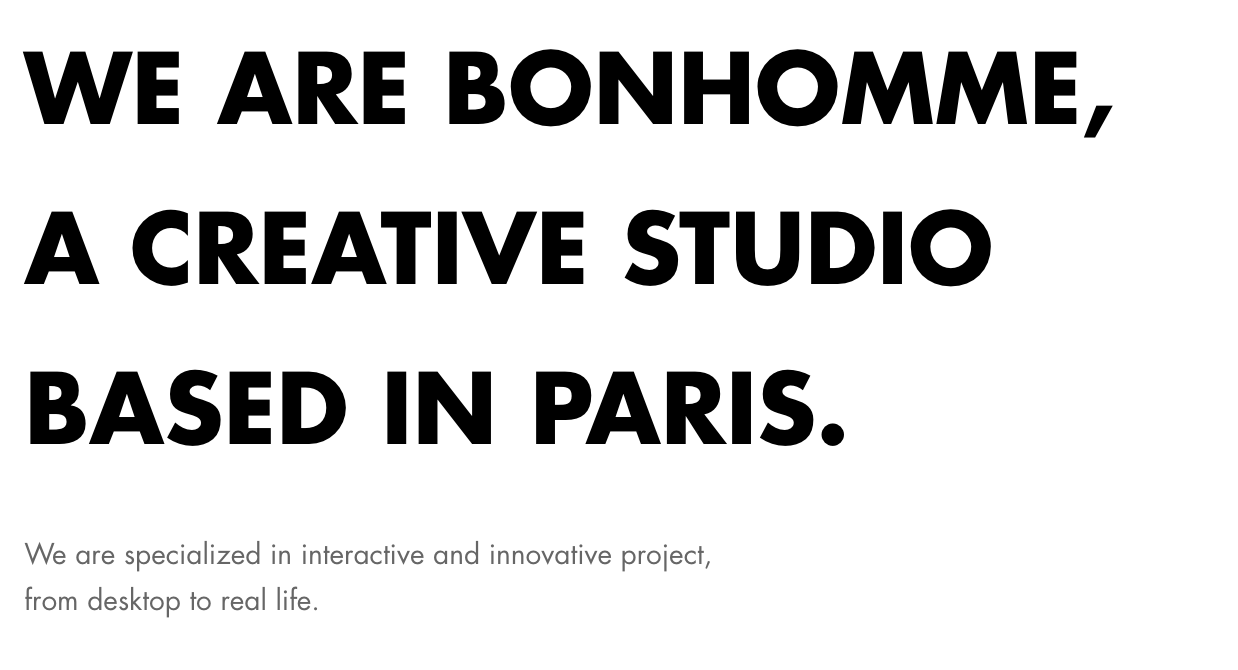 WE ARE BONHOMME,
A CREATIVE STUDIO
BASED IN PARIS.
We are specialized in interactive and innovative project,
from desktop to real life.